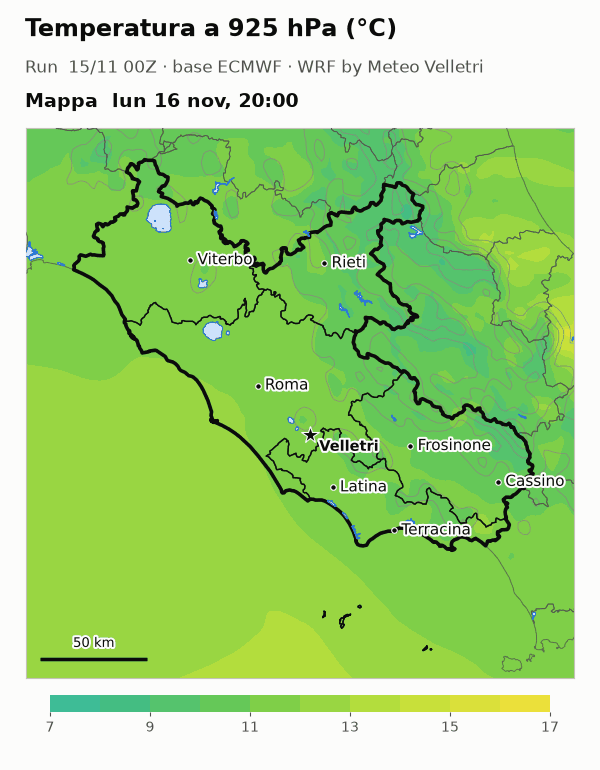 Temperatura a 925 hPa (°C)
Run  15/11 00Z · base ECMWF · WRF by Meteo Velletri
Mappa  lun 16 nov, 20:00
Viterbo
Rieti
Roma
Velletri
Frosinone
Latina
Cassino
Terracina
50 km
7 9 11 13 15 17